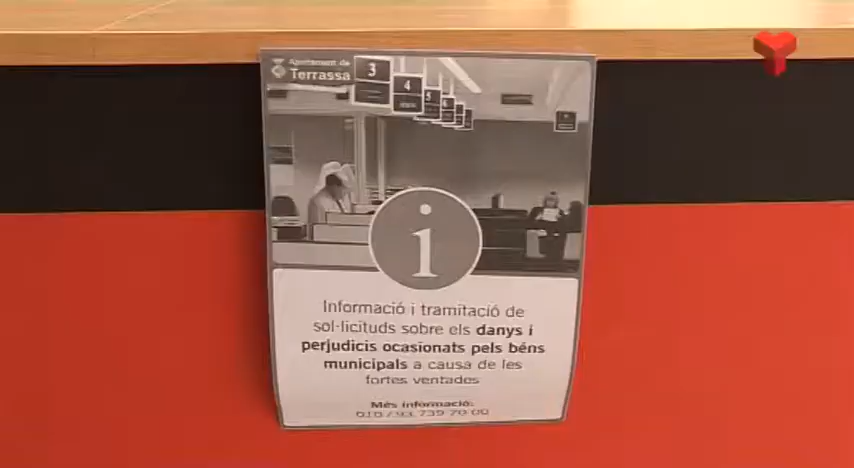 Ajuntament de
Terrassa
3
4
5
6
i
Informació i tramitació de
sol·licituds sobre els danys i
perjudicis ocasionats pels béns
municipals a causa de les
fortes ventades
Més informació:
010 / 93 739 70 00